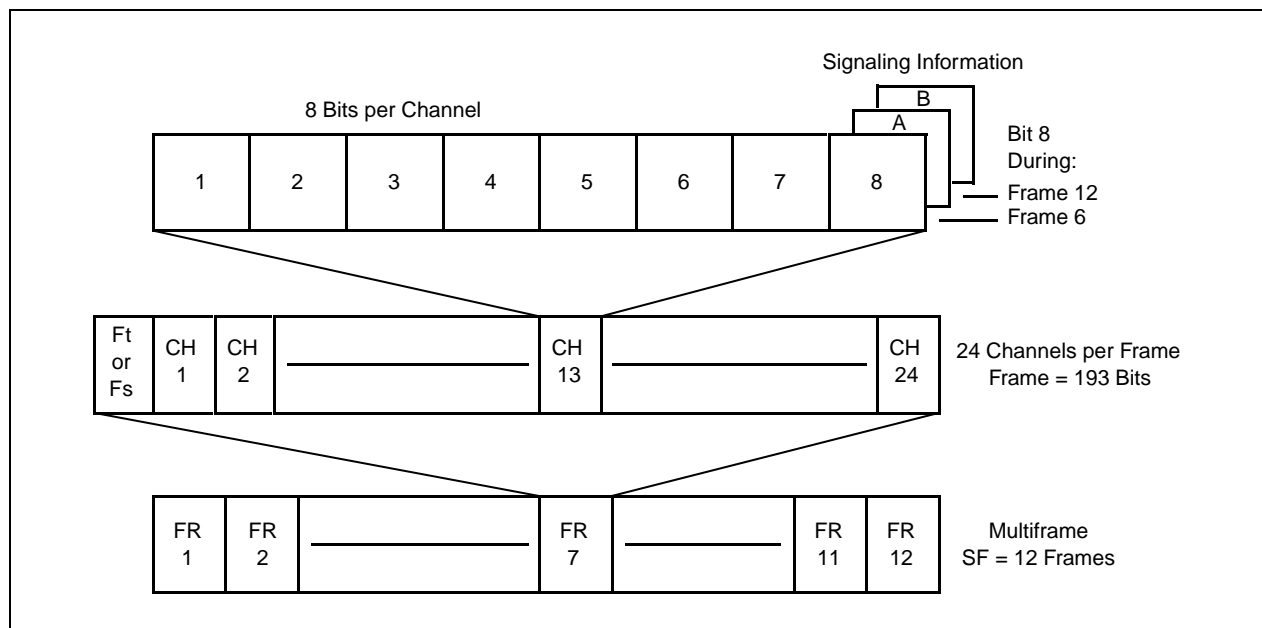 Signaling Information
8 Bits per Channel
B
A
1 2 3 4 5 6 7 8
Bit 8
During:
Frame 12
Frame 6
Ft
or
Fs
CH
1
CH
2
CH
13
CH
24
24 Channels per Frame
Frame = 193 Bits
FR
1
FR
2
FR
7
FR
11
FR
12
Multiframe
SF = 12 Frames